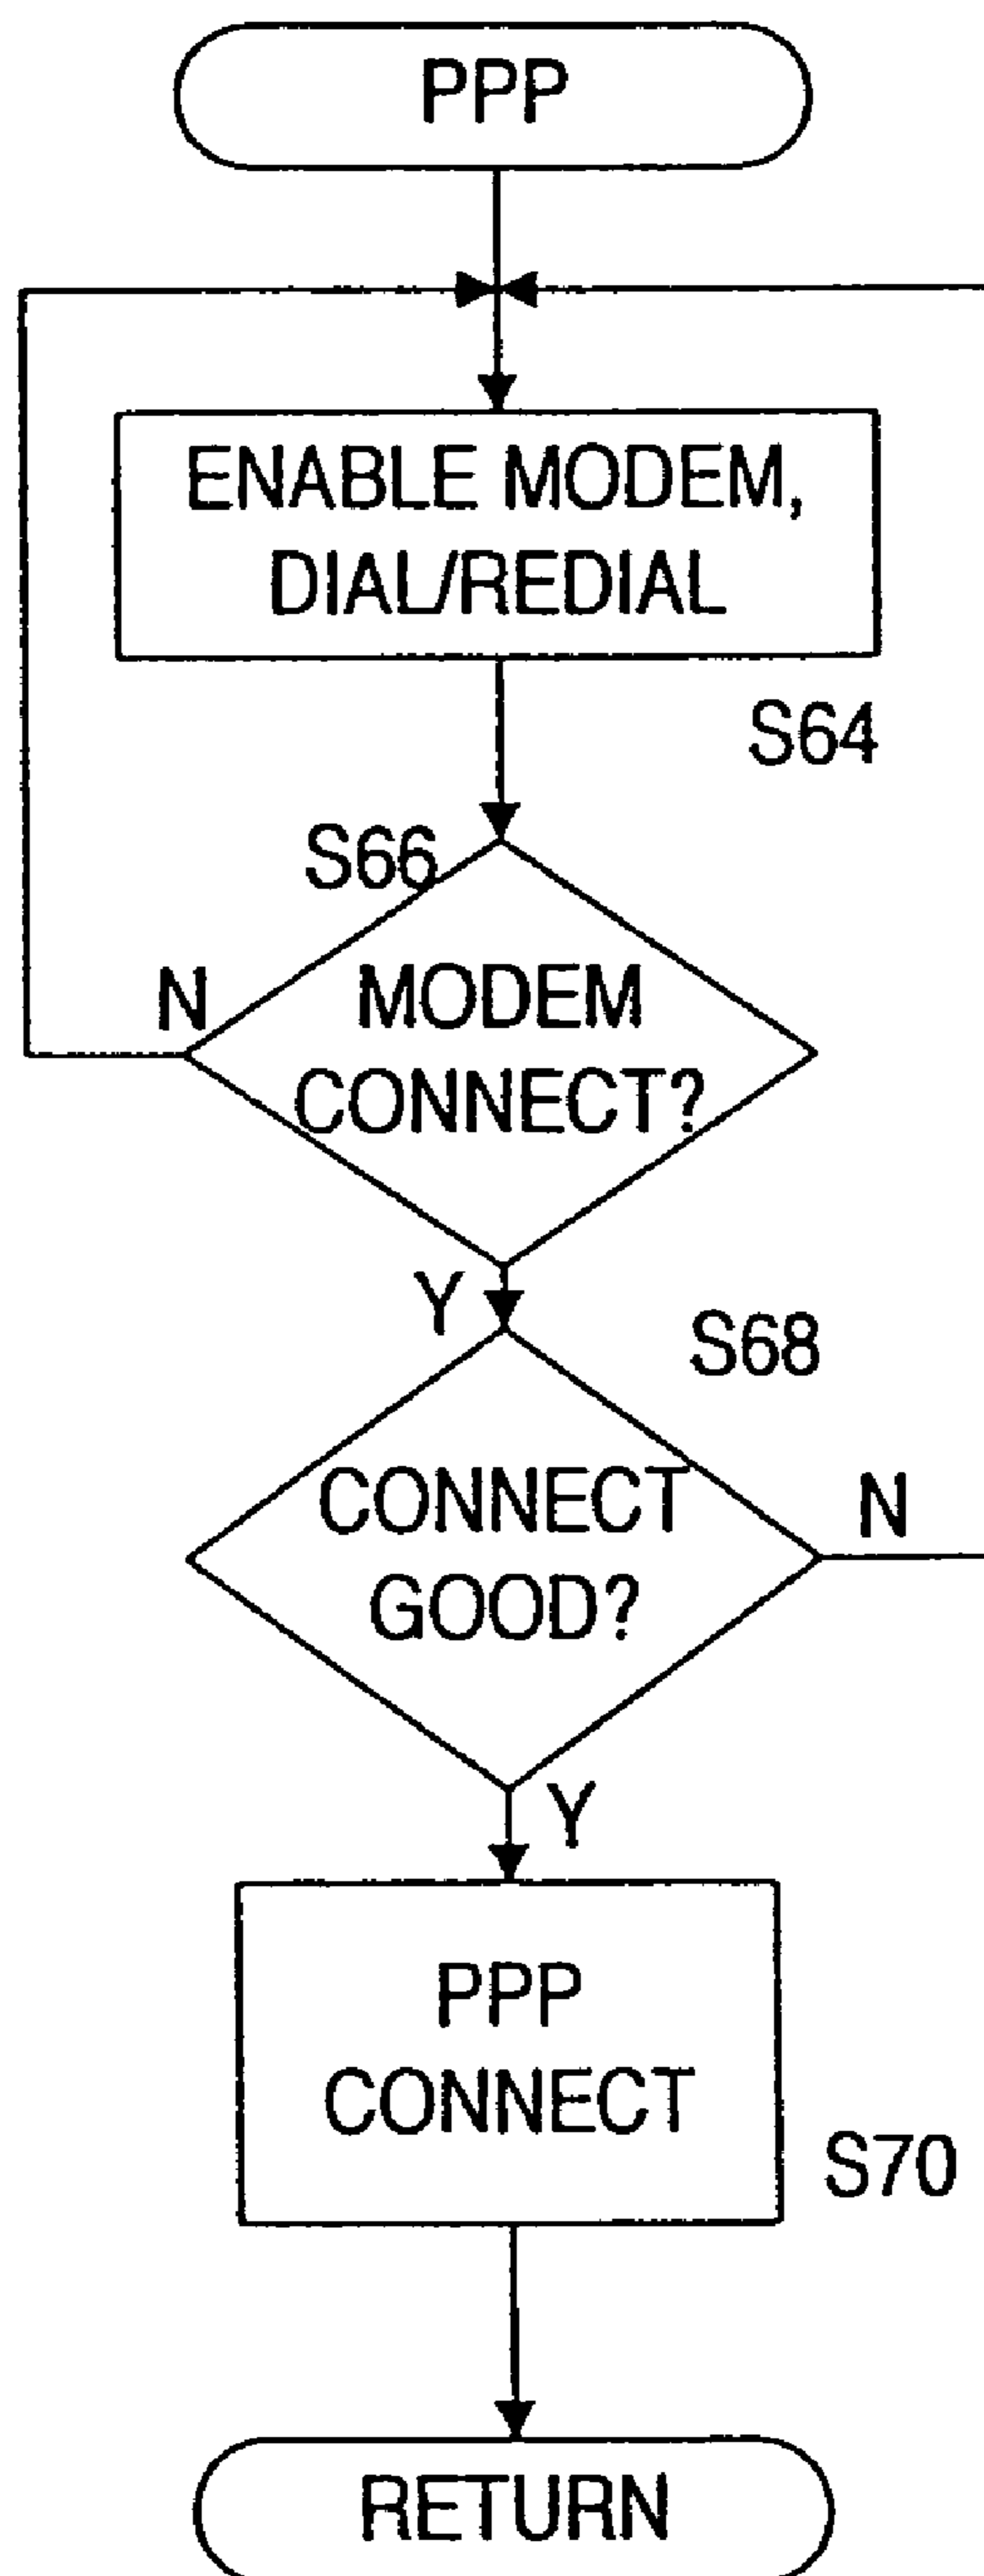 PPP
ENABLE MODEM,
DIAL/REDIAL
S64
S66
N
MODEM
CONNECT?
Y
S68
CONNECT
GOOD?
N
Y
PPP
CONNECT
S70
RETURN